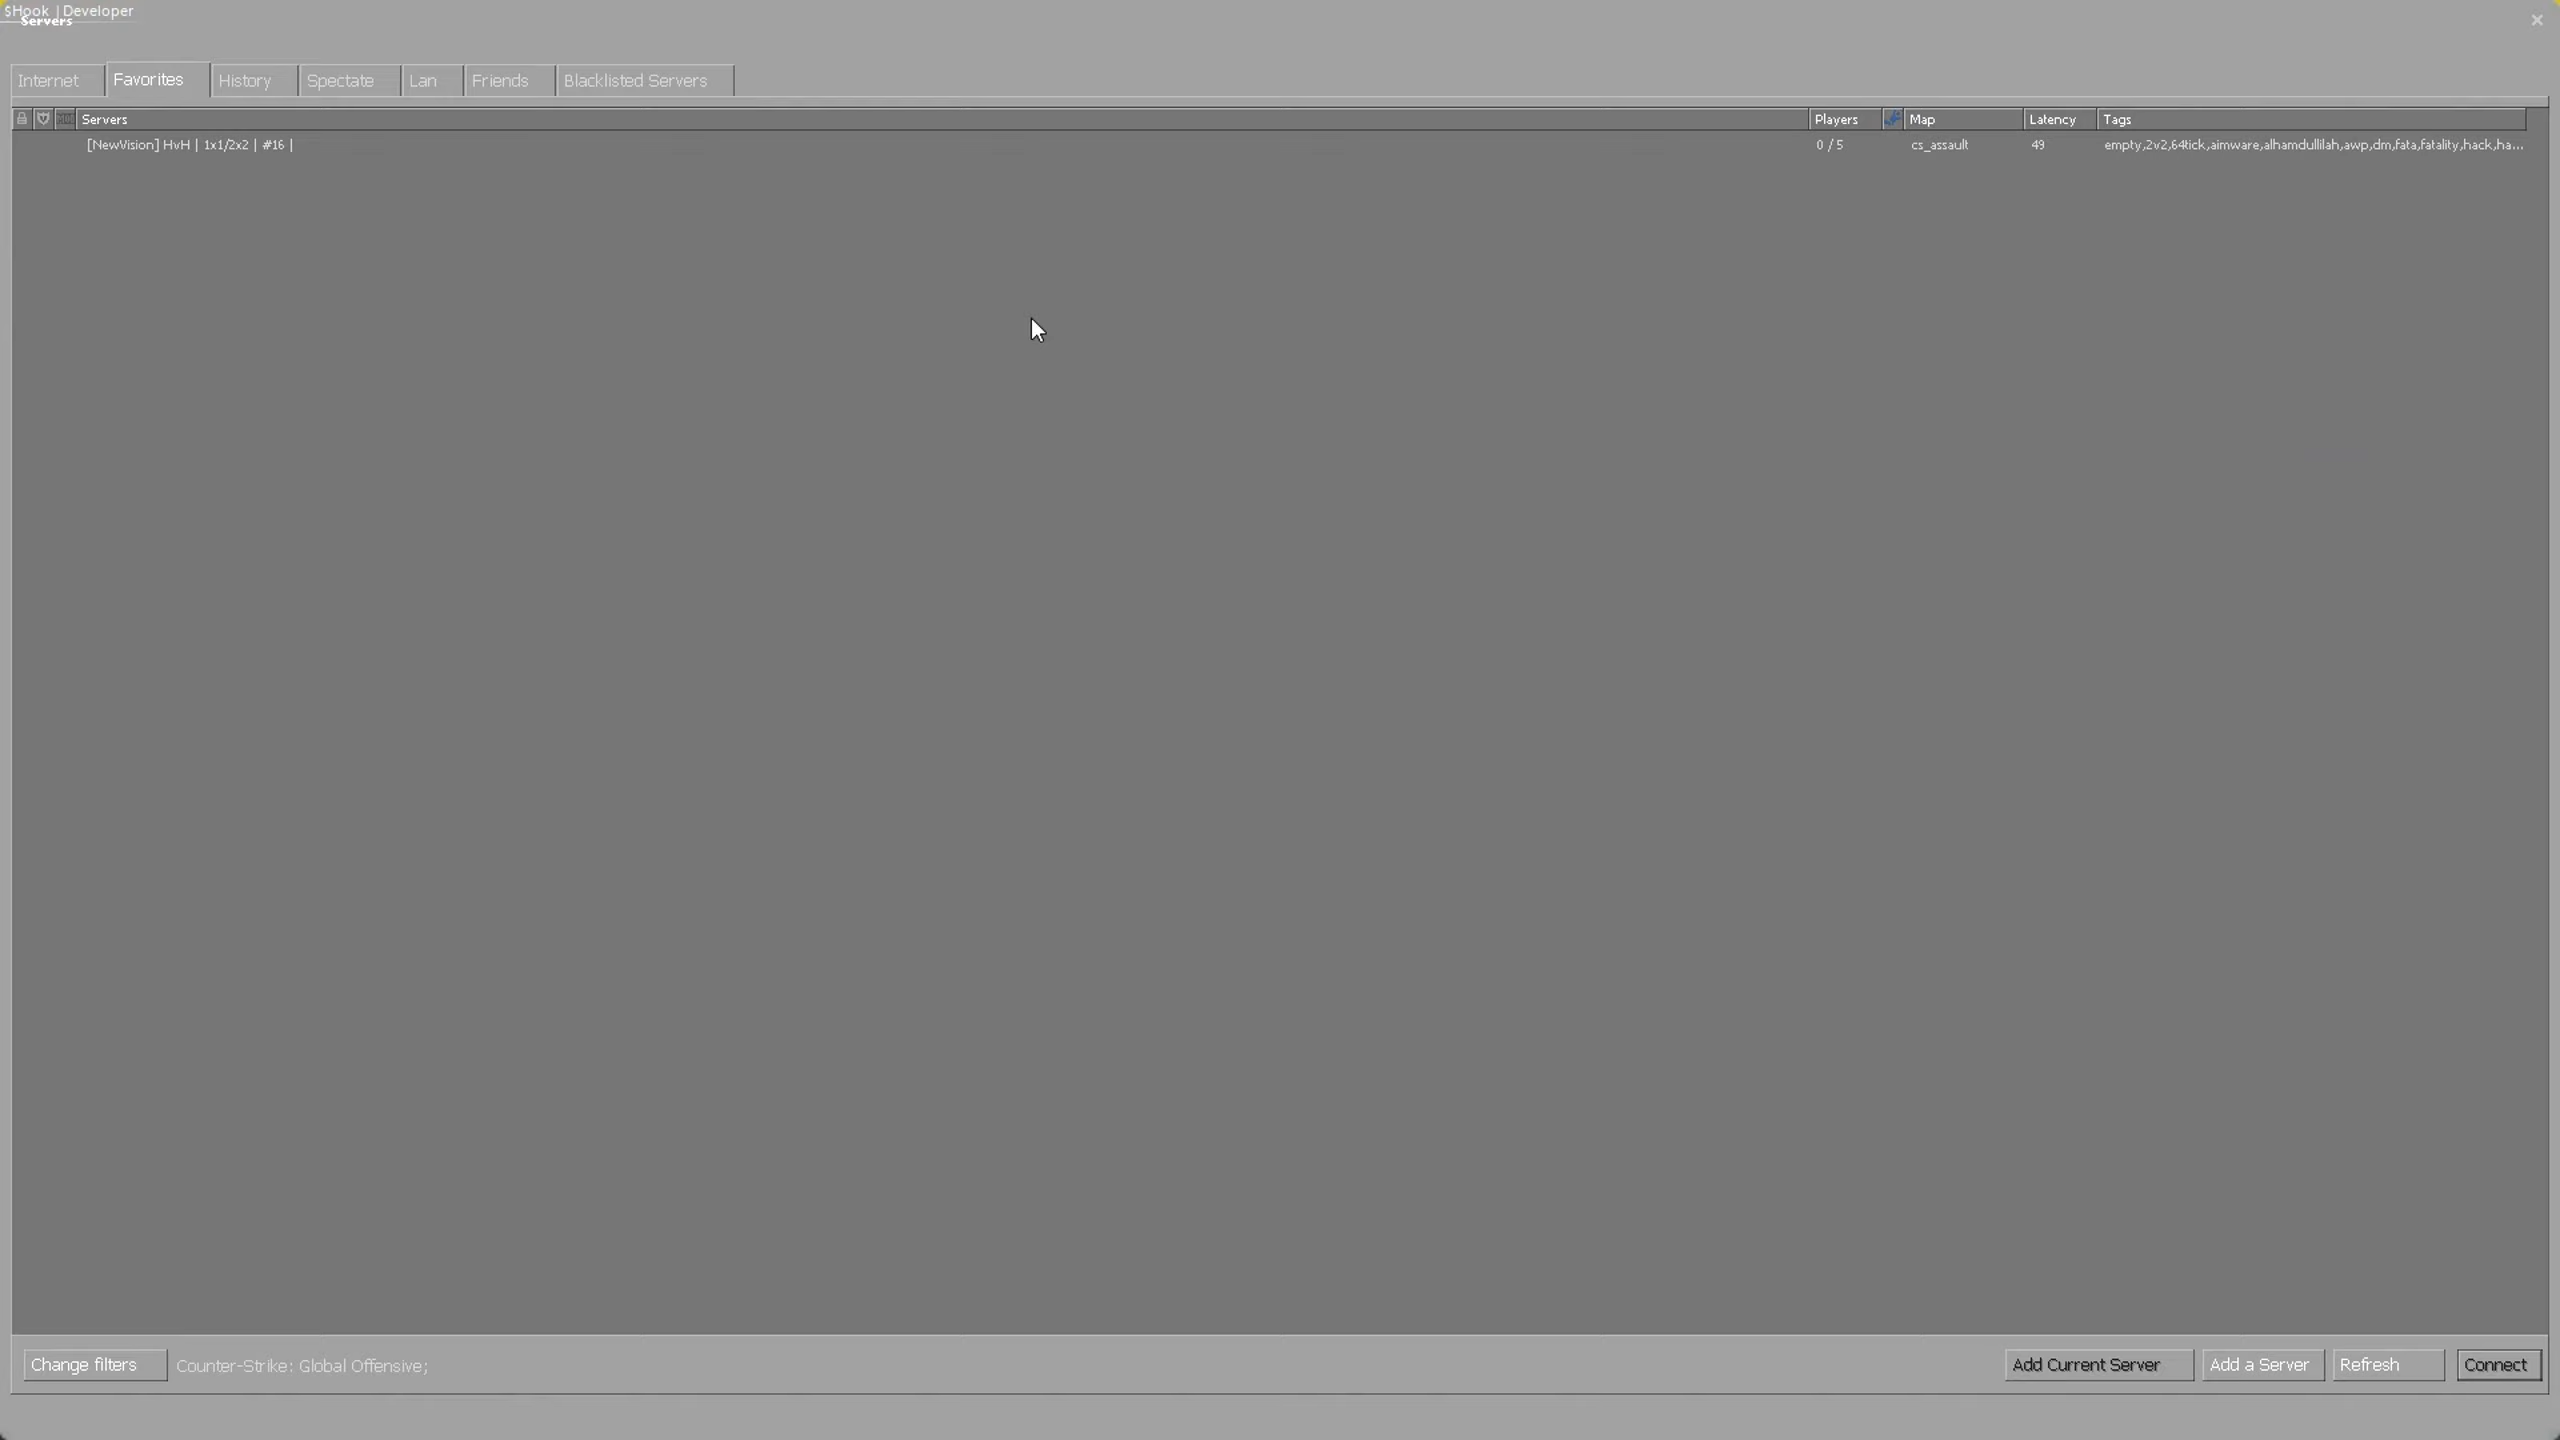 $Hook | Developer
Servers
Internet Favorites History Spectate Lan Friends Blacklisted Servers
Servers Players Map Latency Tags
[NewVision] HvH | 1x1/2x2 | #16 | 0 / 5 cs_assault 49 empty,2v2,64tick,aimware,alhamdullilah,awp,dm,fata,fatality,hack,ha...
Change filters Counter-Strike: Global Offensive; Add Current Server Add a Server Refresh Connect